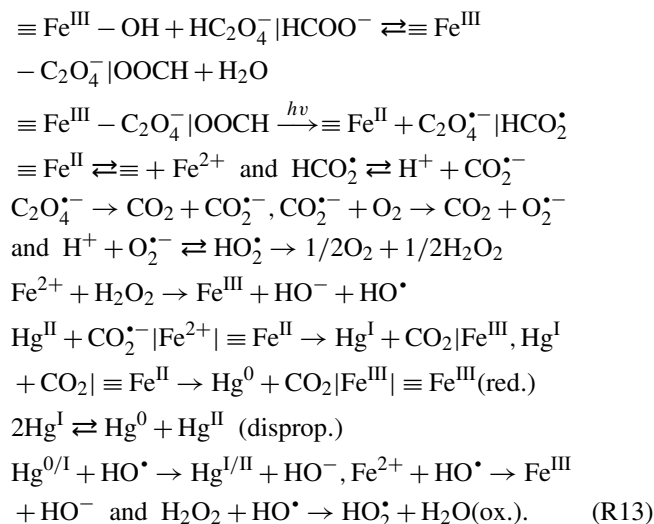 ≡ Fe^III − OH + HC₂O₄⁻|HCOO⁻ ⇄≡ Fe^III
− C₂O₄⁻|OOCH + H₂O
≡ Fe^III − C₂O₄⁻|OOCH —hν→ ≡ Fe^II + C₂O₄^•−|HCO₂^•
≡ Fe^II ⇄≡ + Fe²⁺ and HCO₂^• ⇄ H⁺ + CO₂^•−
C₂O₄^•− → CO₂ + CO₂^•−, CO₂^•− + O₂ → CO₂ + O₂^•−
and H⁺ + O₂^•− ⇄ HO₂^• → 1/2O₂ + 1/2H₂O₂
Fe²⁺ + H₂O₂ → Fe^III + HO⁻ + HO^•
Hg^II + CO₂^•−|Fe²⁺| ≡ Fe^II → Hg^I + CO₂|Fe^III, Hg^I
+ CO₂| ≡ Fe^II → Hg⁰ + CO₂|Fe^III| ≡ Fe^III(red.)
2Hg^I ⇄ Hg⁰ + Hg^II (disprop.)
Hg^0/I + HO^• → Hg^I/II + HO⁻, Fe²⁺ + HO^• → Fe^III
+ HO⁻ and H₂O₂ + HO^• → HO₂^• + H₂O(ox.). (R13)